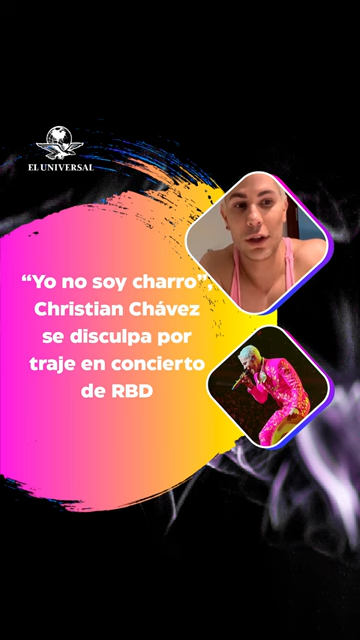 EL UNIVERSAL
“Yo no soy charro”,
Christian Chávez
se disculpa por
traje en concierto
de RBD